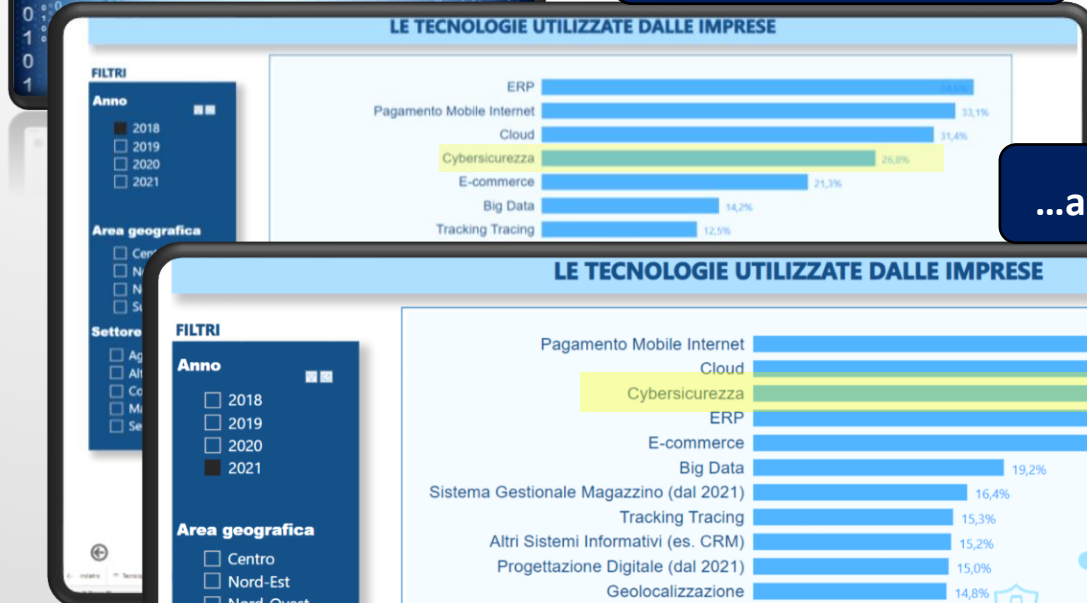 LE TECNOLOGIE UTILIZZATE DALLE IMPRESE
FILTRI
Anno
2018
2019
2020
2021
Area geografica
Settore
ERP
Pagamento Mobile Internet 33,1%
Cloud 31,4%
Cybersicurezza 26,8%
E-commerce 21,3%
Big Data 14,2%
Tracking Tracing 12,5%
...a
LE TECNOLOGIE UTILIZZATE DALLE IMPRESE
FILTRI
Anno
2018
2019
2020
2021
Area geografica
Centro
Nord-Est
Nord-Ovest
Pagamento Mobile Internet
Cloud
Cybersicurezza
ERP
E-commerce
Big Data 19,2%
Sistema Gestionale Magazzino (dal 2021) 16,4%
Tracking Tracing 15,3%
Altri Sistemi Informativi (es. CRM) 15,2%
Progettazione Digitale (dal 2021) 15,0%
Geolocalizzazione 14,8%